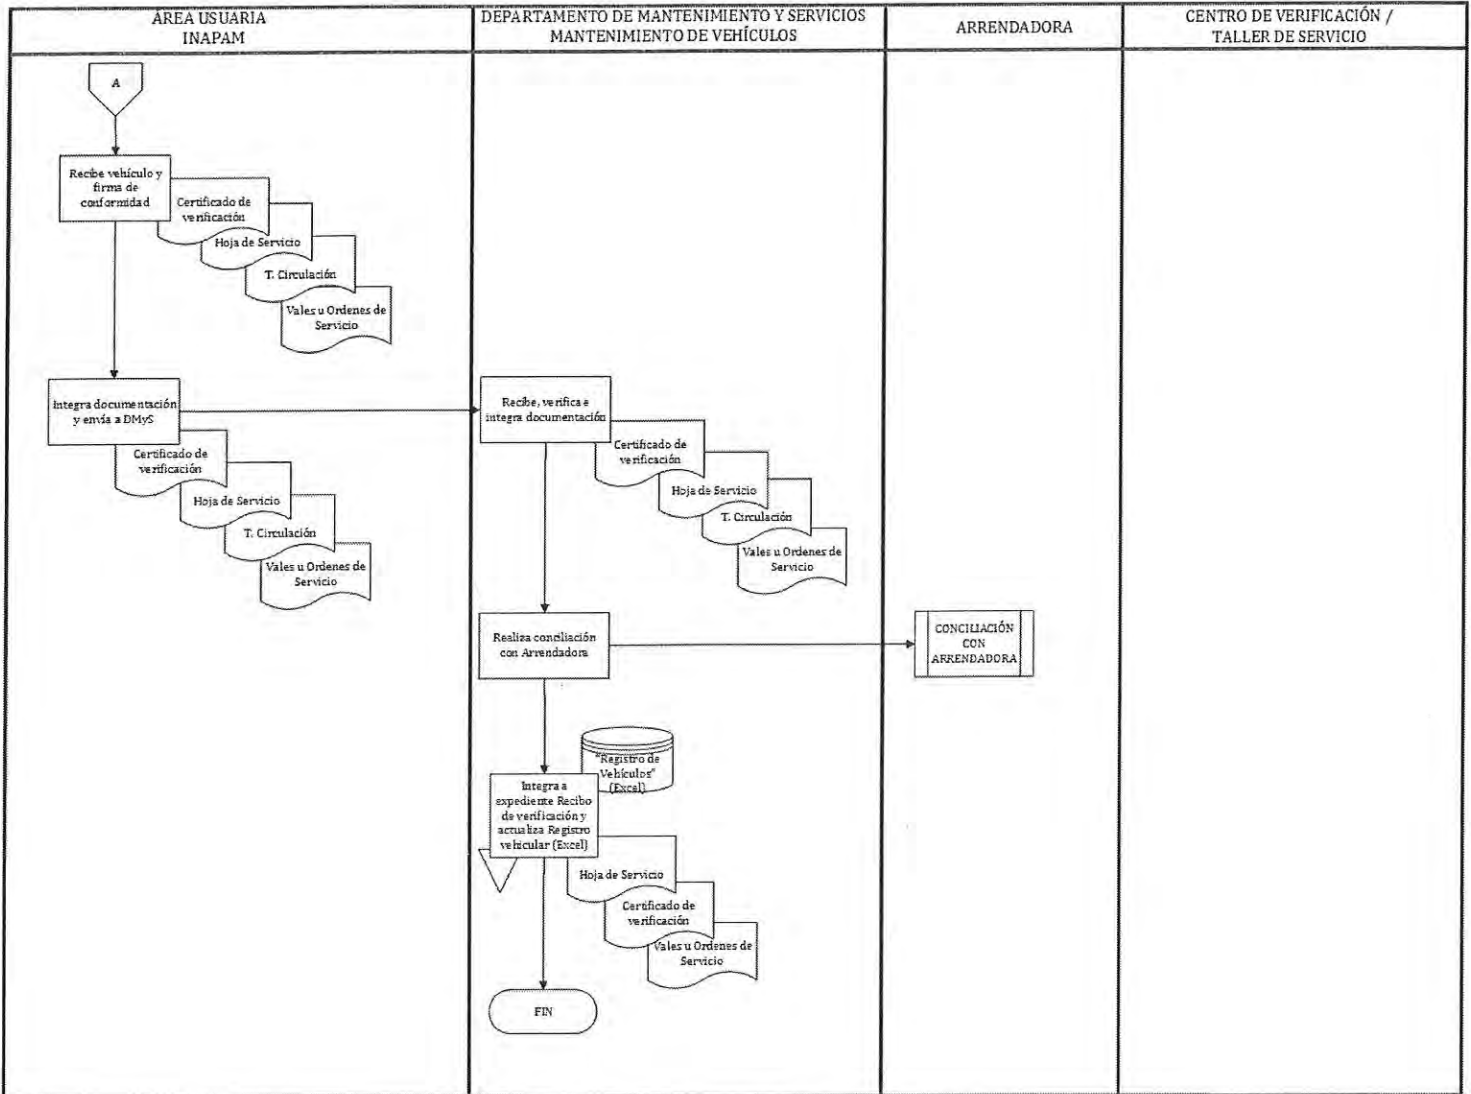 ÁREA USUARIA
INAPAM
DEPARTAMENTO DE MANTENIMIENTO Y SERVICIOS
MANTENIMIENTO DE VEHÍCULOS
ARRENDADORA
CENTRO DE VERIFICACIÓN /
TALLER DE SERVICIO
A
Recibe vehículo y
firma de
conformidad
Certificado de
verificación
Hoja de Servicio
T. Circulación
Vales u Ordenes de
Servicio
Integra documentación
y envía a DMyS
Certificado de
verificación
Hoja de Servicio
T. Circulación
Vales u Ordenes de
Servicio
Recibe, verifica e
integra documentación
Certificado de
verificación
Hoja de Servicio
T. Circulación
Vales u Ordenes de
Servicio
Realiza conciliación
con Arrendadora
CONCILIACIÓN
CON
ARRENDADORA
"Registro de
Vehículos"
(Excel)
Integra a
expediente Recibo
de verificación y
actualiza Registro
vehicular (Excel)
Hoja de Servicio
Certificado de
verificación
Vales u Ordenes de
Servicio
FIN